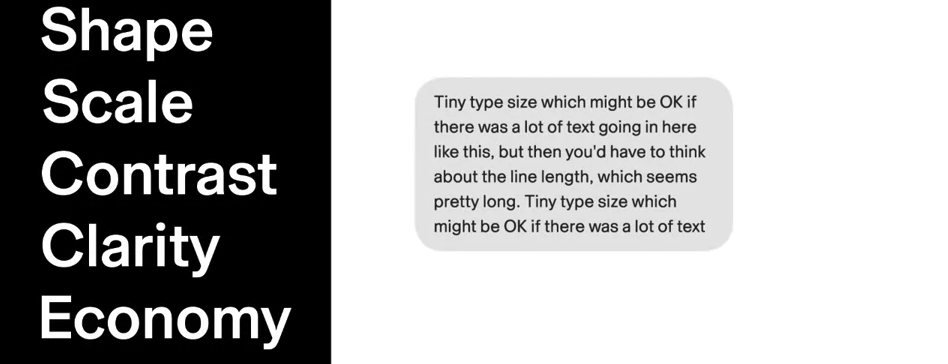 Shape
Scale
Contrast
Clarity
Economy
Tiny type size which might be OK if
there was a lot of text going in here
like this, but then you'd have to think
about the line length, which seems
pretty long. Tiny type size which
might be OK if there was a lot of text